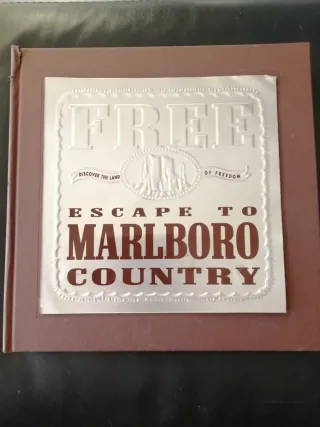 FREE
DISCOVER THE LAND OF FREEDOM
ESCAPE TO
MARLBORO
COUNTRY